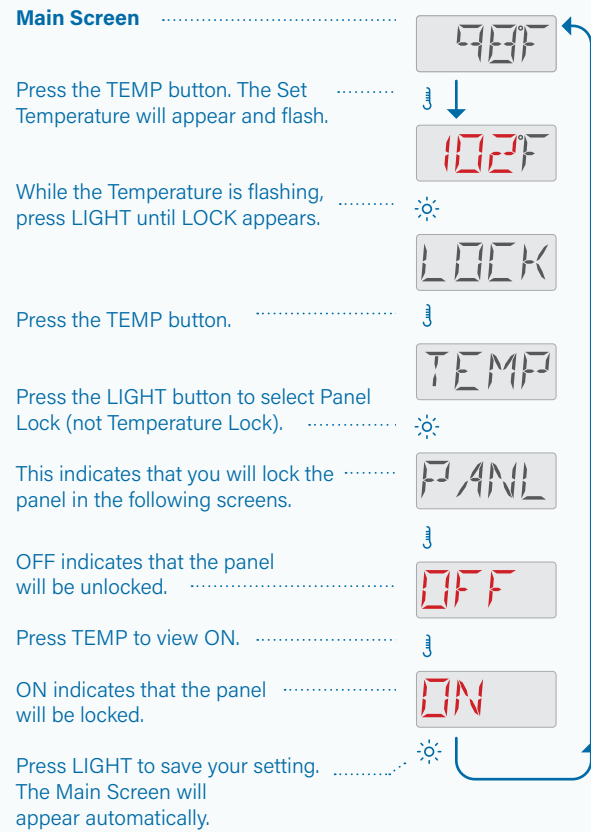 Main Screen
98°F
Press the TEMP button. The Set
Temperature will appear and flash.
102°F
While the Temperature is flashing,
press LIGHT until LOCK appears.
LOCK
Press the TEMP button.
TEMP
Press the LIGHT button to select Panel
Lock (not Temperature Lock).
This indicates that you will lock the
panel in the following screens.
PANL
OFF indicates that the panel
will be unlocked.
OFF
Press TEMP to view ON.
ON indicates that the panel
will be locked.
ON
Press LIGHT to save your setting.
The Main Screen will
appear automatically.